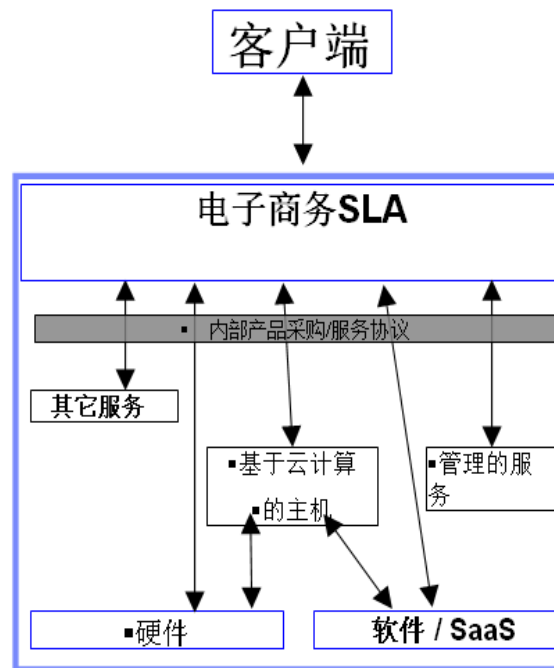 客户端
电子商务SLA
▪ 内部产品采购/服务协议
其它服务
▪基于云计算
▪的主机
▪管理的服
务
▪硬件
软件 / SaaS